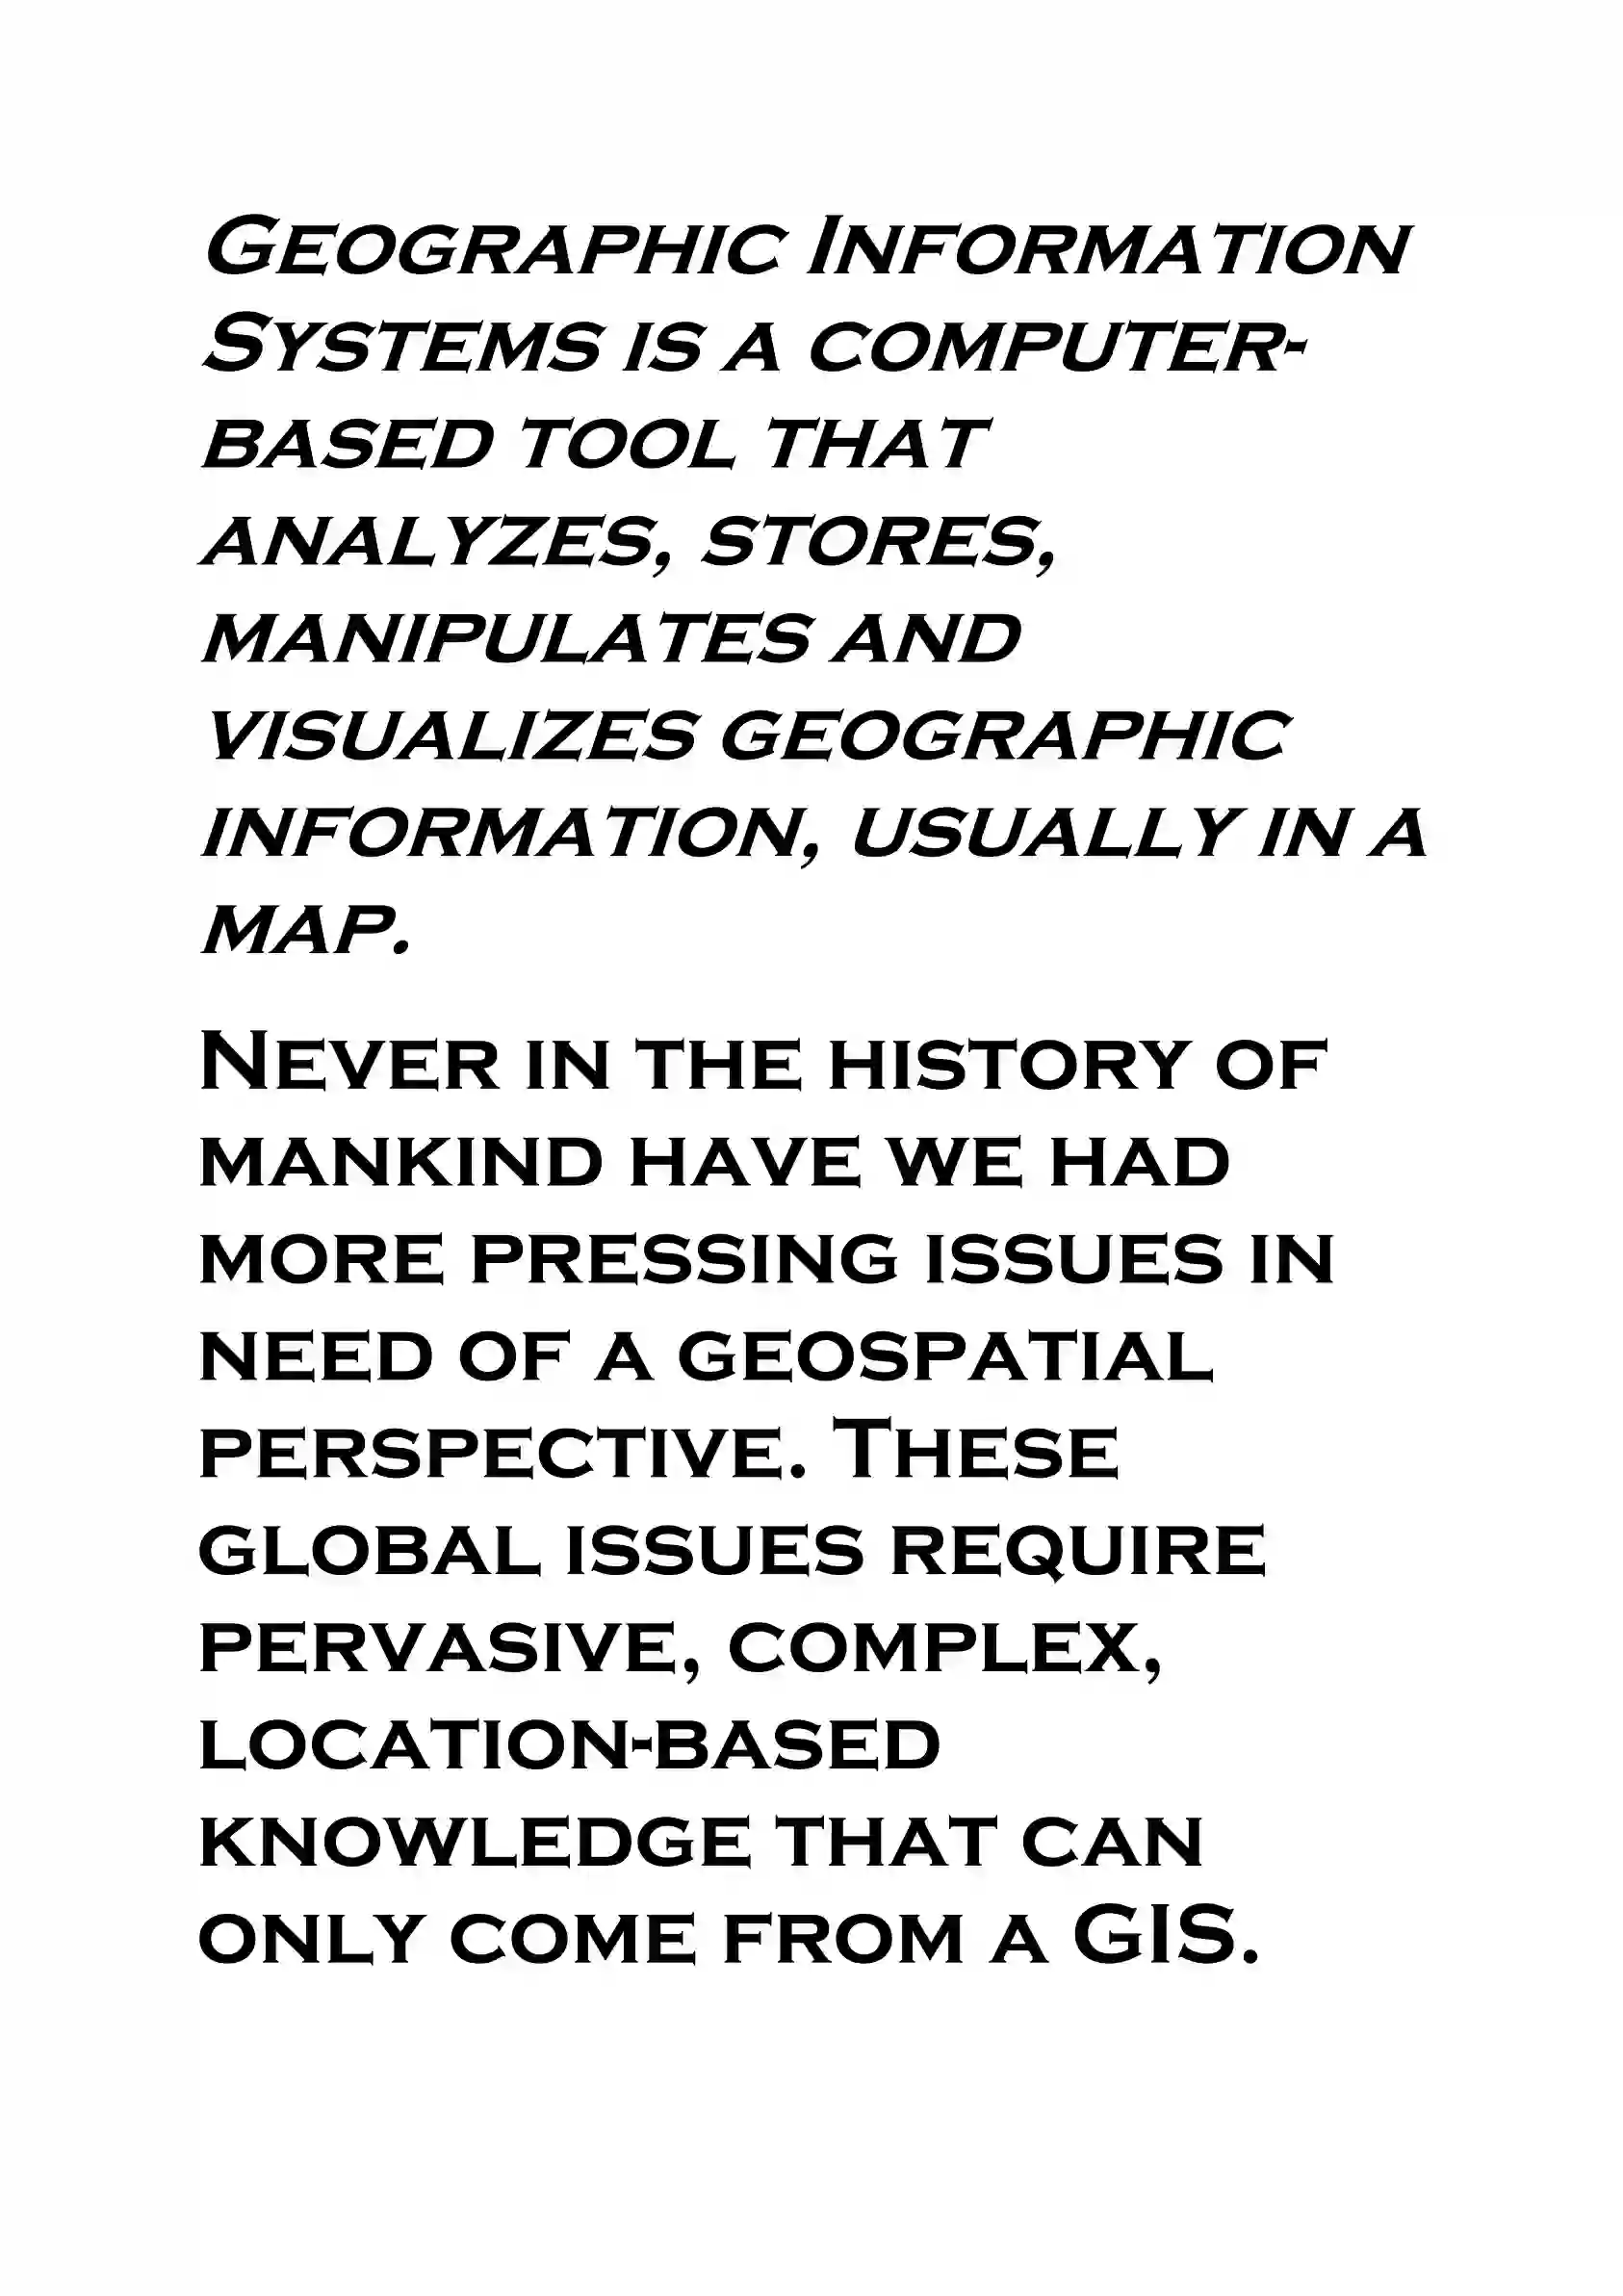 Geographic Information
Systems is a computer-
based tool that
analyzes, stores,
manipulates and
visualizes geographic
information, usually in a
map.
Never in the history of
mankind have we had
more pressing issues in
need of a geospatial
perspective. These
global issues require
pervasive, complex,
location-based
knowledge that can
only come from a GIS.